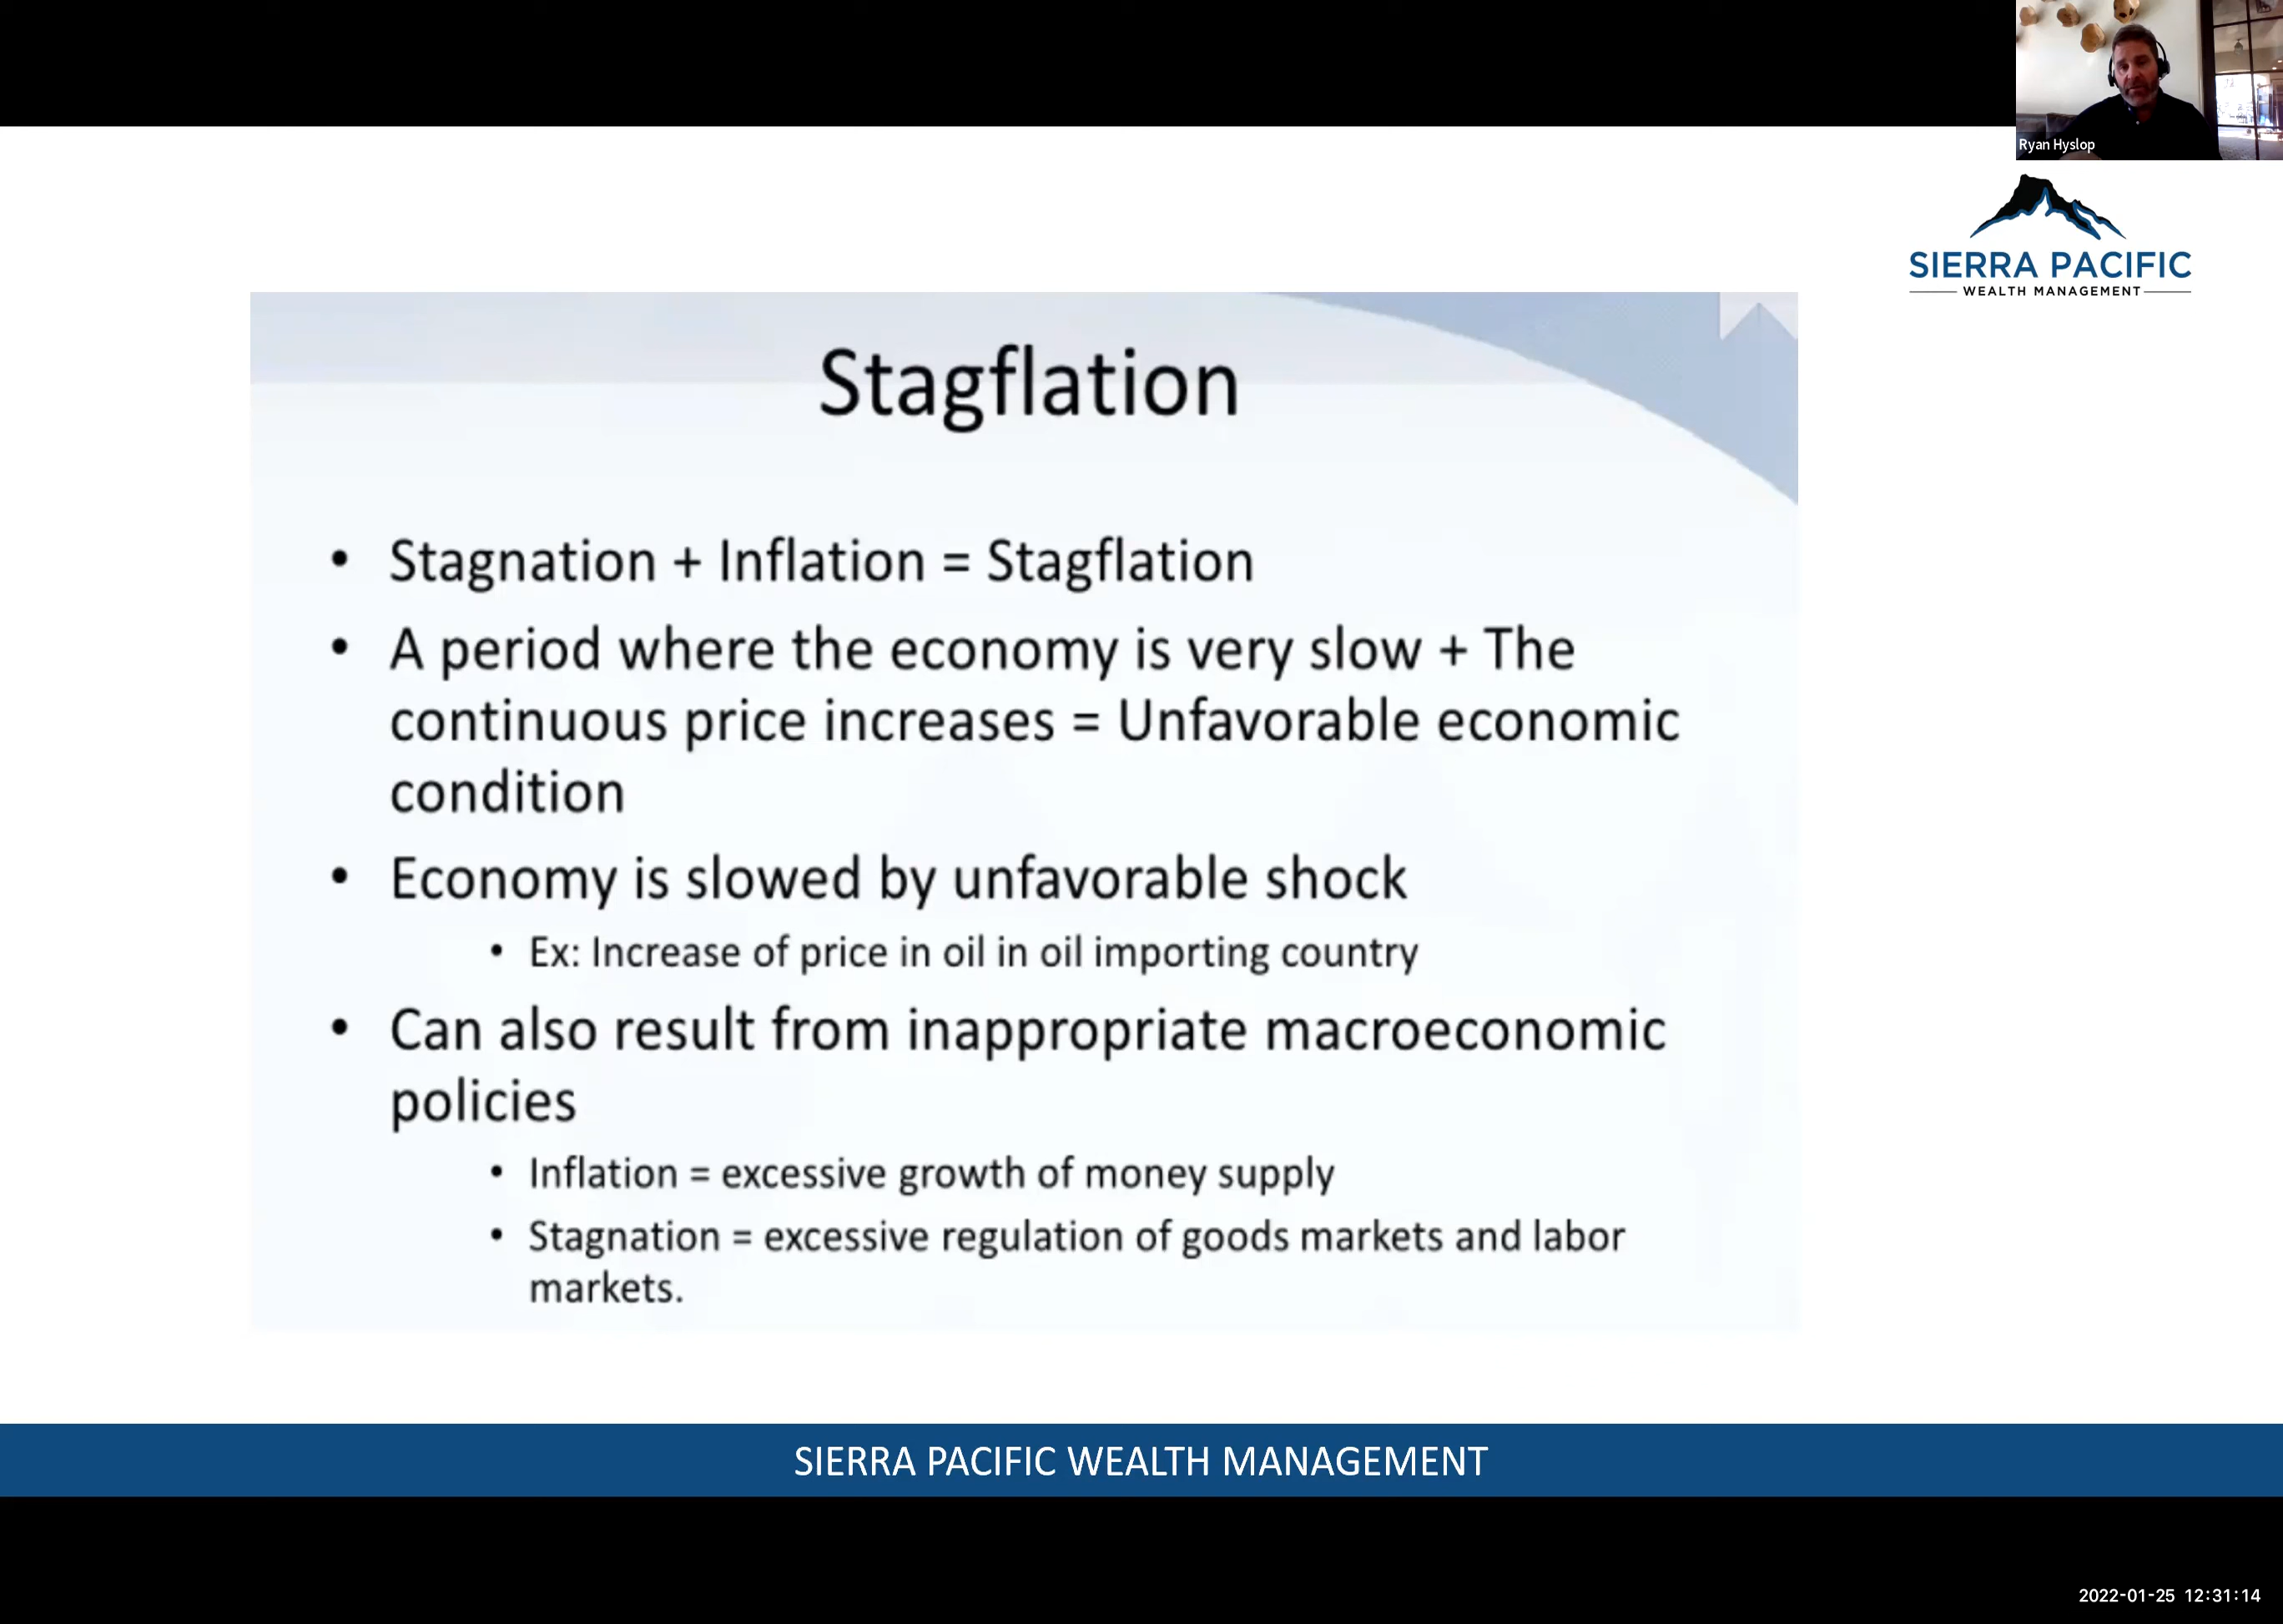 Ryan Hyslop
SIERRA PACIFIC
WEALTH MANAGEMENT
Stagflation
• Stagnation + Inflation = Stagflation
• A period where the economy is very slow + The
continuous price increases = Unfavorable economic
condition
• Economy is slowed by unfavorable shock
• Ex: Increase of price in oil in oil importing country
• Can also result from inappropriate macroeconomic
policies
• Inflation = excessive growth of money supply
• Stagnation = excessive regulation of goods markets and labor
markets.
SIERRA PACIFIC WEALTH MANAGEMENT
2022-01-25 12:31:14